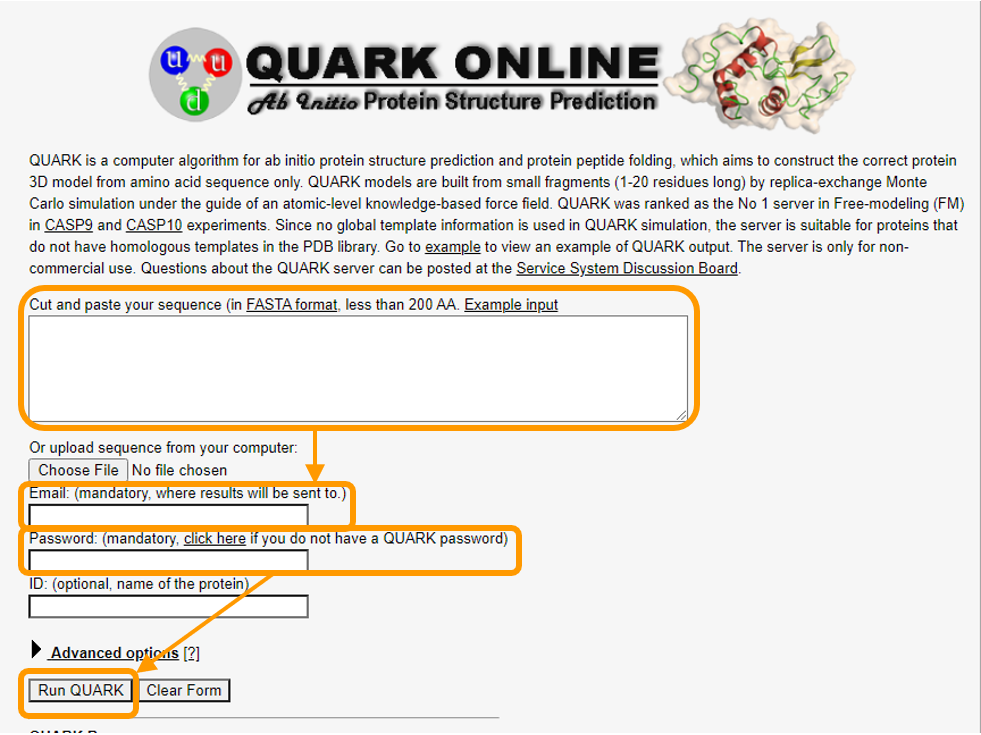 u u
d
QUARK ONLINE
Ab Initio Protein Structure Prediction
QUARK is a computer algorithm for ab initio protein structure prediction and protein peptide folding, which aims to construct the correct protein
3D model from amino acid sequence only. QUARK models are built from small fragments (1-20 residues long) by replica-exchange Monte
Carlo simulation under the guide of an atomic-level knowledge-based force field. QUARK was ranked as the No 1 server in Free-modeling (FM)
in CASP9 and CASP10 experiments. Since no global template information is used in QUARK simulation, the server is suitable for proteins that
do not have homologous templates in the PDB library. Go to example to view an example of QUARK output. The server is only for non-
commercial use. Questions about the QUARK server can be posted at the Service System Discussion Board.
Cut and paste your sequence (in FASTA format, less than 200 AA. Example input
Or upload sequence from your computer:
Choose File No file chosen
Email: (mandatory, where results will be sent to.)
Password: (mandatory, click here if you do not have a QUARK password)
ID: (optional, name of the protein)
Advanced options [?]
Run QUARK Clear Form